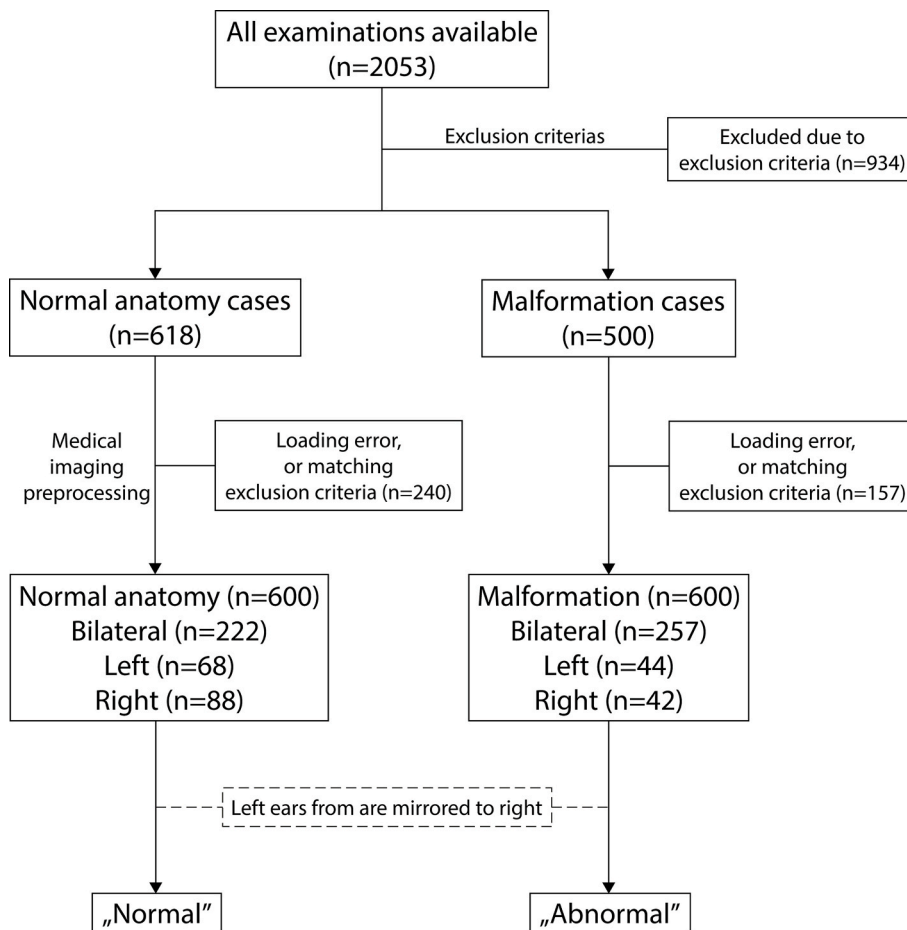 All examinations available
(n=2053)
Exclusion criterias
Excluded due to
exclusion criteria (n=934)
Normal anatomy cases
(n=618)
Malformation cases
(n=500)
Medical
imaging
preprocessing
Loading error,
or matching
exclusion criteria (n=240)
Loading error,
or matching
exclusion criteria (n=157)
Normal anatomy (n=600)
Bilateral (n=222)
Left (n=68)
Right (n=88)
Malformation (n=600)
Bilateral (n=257)
Left (n=44)
Right (n=42)
Left ears from are mirrored to right
„Normal”
„Abnormal”